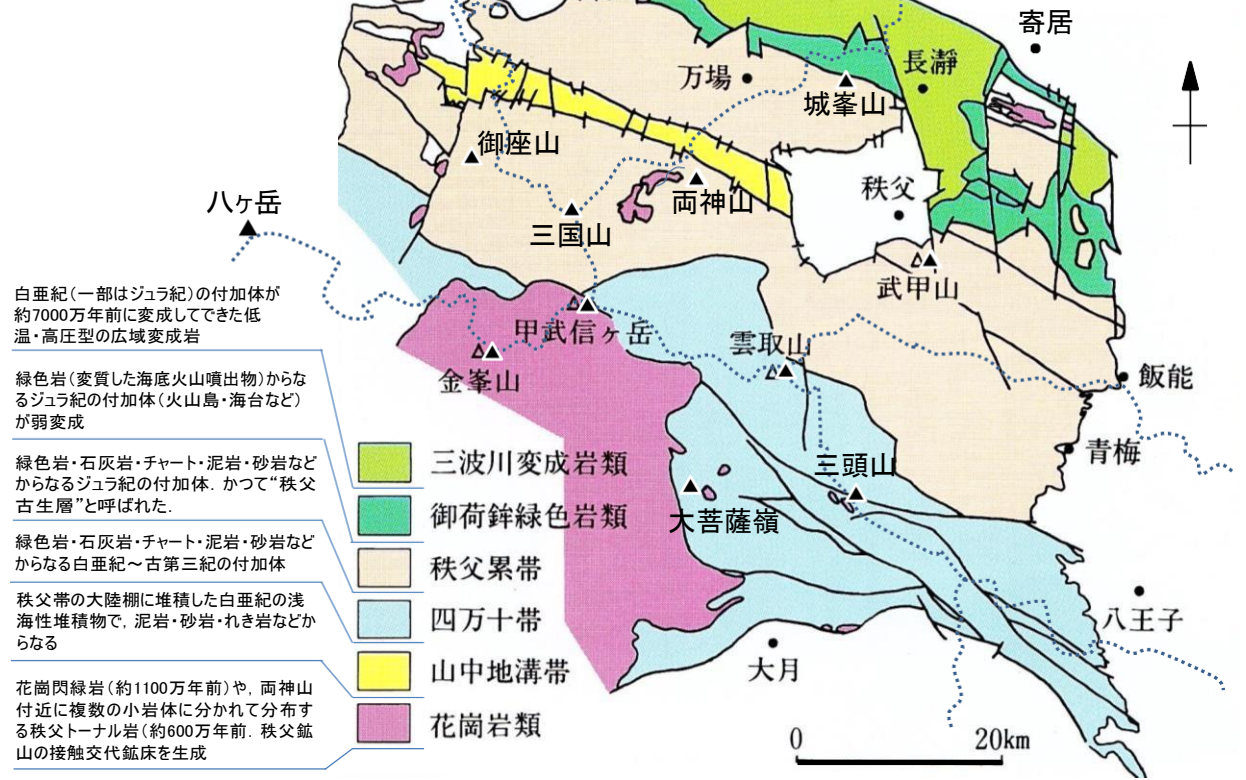 寄居
万場
長瀞
城峯山
御座山
秩父
両神山
八ヶ岳
三国山
武甲山
白亜紀(一部はジュラ紀)の付加体が
約7000万年前に変成してできた低
温・高圧型の広域変成岩
甲武信ヶ岳
雲取山
金峯山
飯能
緑色岩(変質した海底火山噴出物)からな
るジュラ紀の付加体(火山島・海台など)
が弱変成
青梅
三波川変成岩類
三頭山
緑色岩・石灰岩・チャート・泥岩・砂岩など
からなるジュラ紀の付加体. かつて“秩父
古生層”と呼ばれた.
御荷鉾緑色岩類
大菩薩嶺
緑色岩・石灰岩・チャート・泥岩・砂岩など
からなる白亜紀~古第三紀の付加体
秩父累帯
秩父帯の大陸棚に堆積した白亜紀の浅
海性堆積物で, 泥岩・砂岩・れき岩などか
らなる
四万十帯
八王子
山中地溝帯
大月
花崗閃緑岩(約1100万年前)や, 両神山
付近に複数の小岩体に分かれて分布す
る秩父トーナル岩(約600万年前. 秩父鉱
山の接触交代鉱床を生成
花崗岩類
0 20km